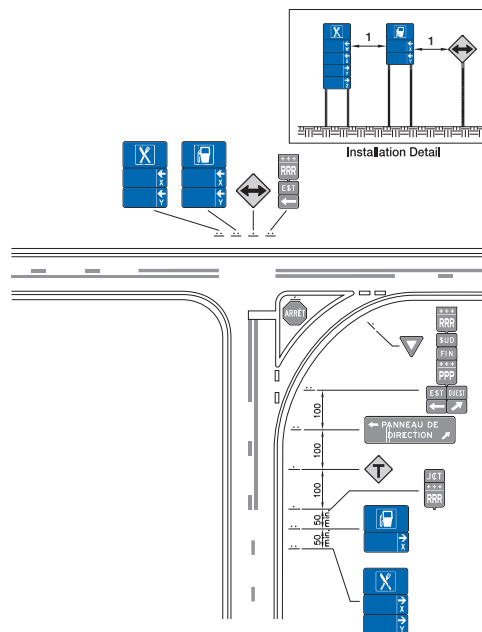 1 1
X
Y
Z
X
Y
Installation Detail
X
Y
X
Y
+++
RRR
EST
ARRÊT
+++
RRR
SUD
FIN
+++
PPP
EST OUEST
100
PANNEAU DE
DIRECTION
100
T
100
JCT
+++
RRR
50
min.
X
50
min.
X
Y